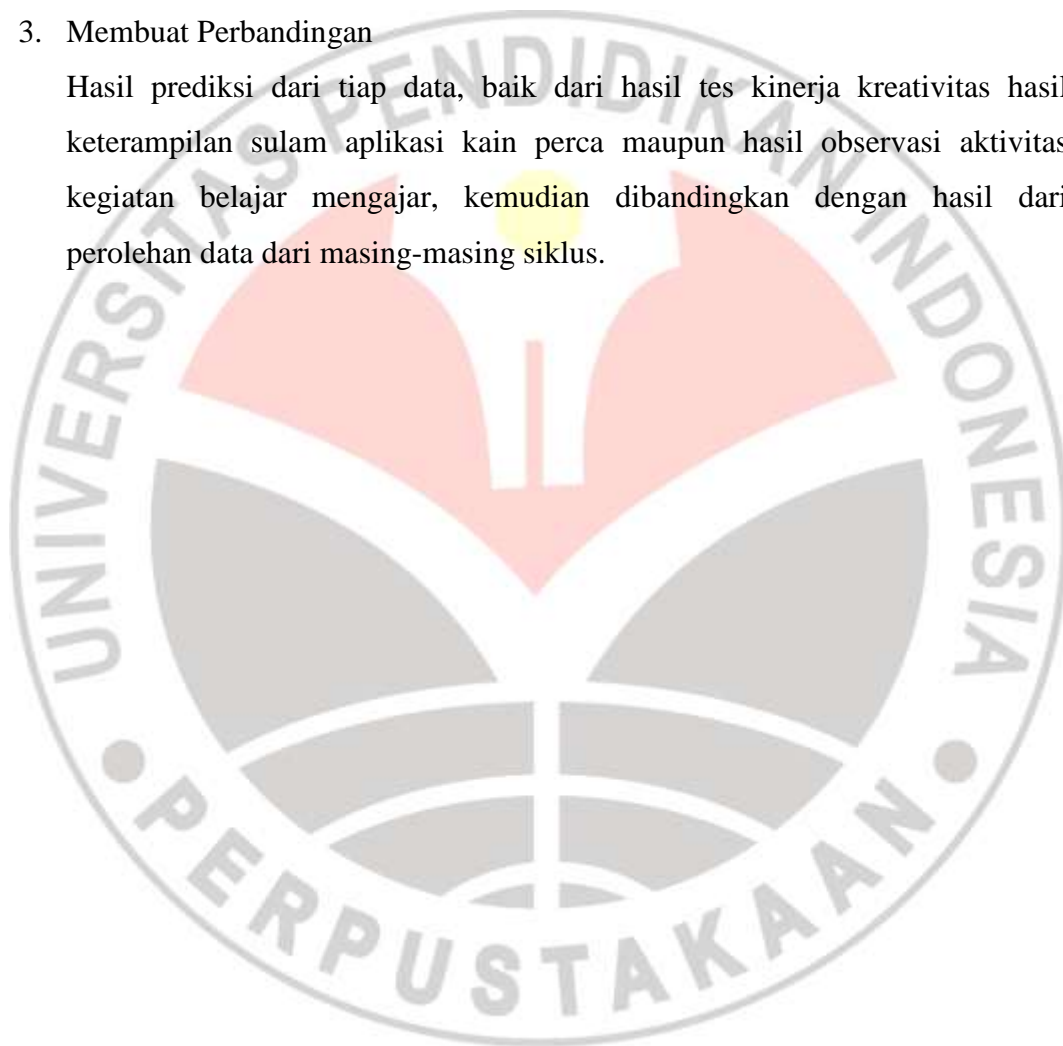 3. Membuat Perbandingan
Hasil prediksi dari tiap data, baik dari hasil tes kinerja kreativitas hasil
keterampilan sulam aplikasi kain perca maupun hasil observasi aktivitas
kegiatan belajar mengajar, kemudian dibandingkan dengan hasil dari
perolehan data dari masing-masing siklus.
UNIVERSITAS PENDIDIKAN INDONESIA
PERPUSTAKAAN